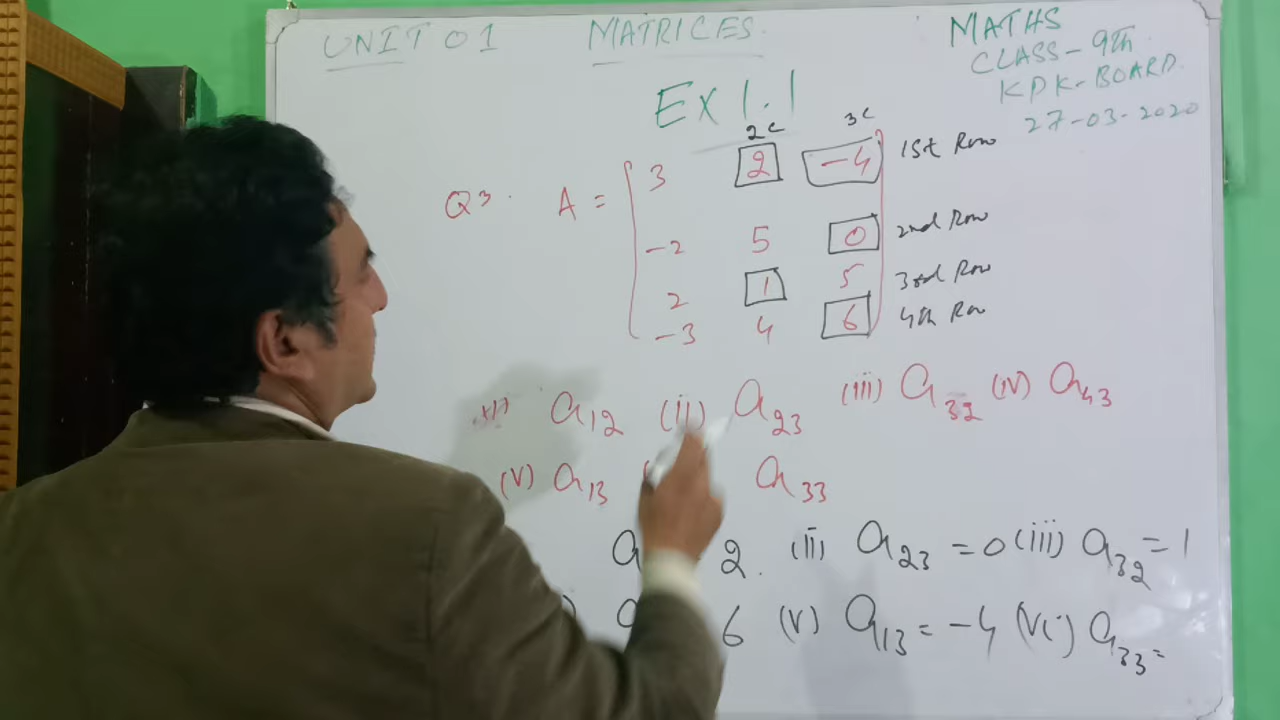 UNIT 01 MATRICES MATHS
CLASS-9th
KPK-BOARD
27-03-2020
Ex 1.1
2c 3c
Q3. A = 3 2 -4 1st Row
-2 5 0 2nd Row
2 1 5 3rd Row
-3 4 6 4th Row
a12 (ii) a23 (iii) a32 (iv) a43
(v) a13 a33
a 2. (ii) a23 = 0 (iii) a32 = 1
a 6 (v) a13 = -4 (vi) a33 =